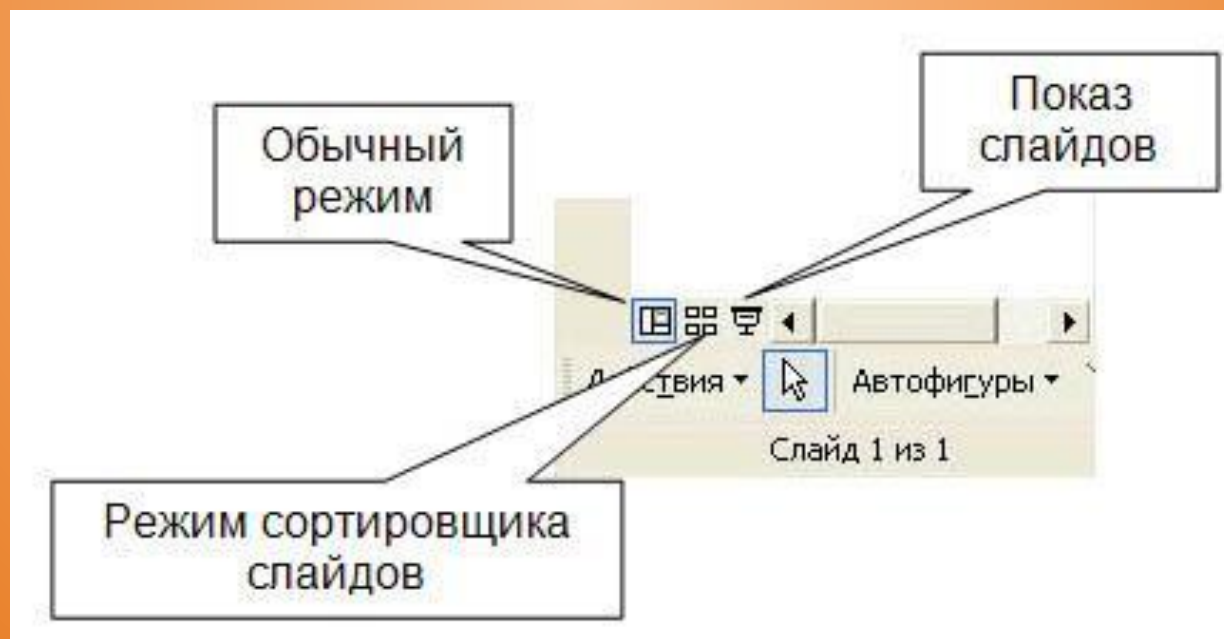 Показ
слайдов
Обычный
режим
Автофигуры
Слайд 1 из 1
Режим сортировщика
слайдов